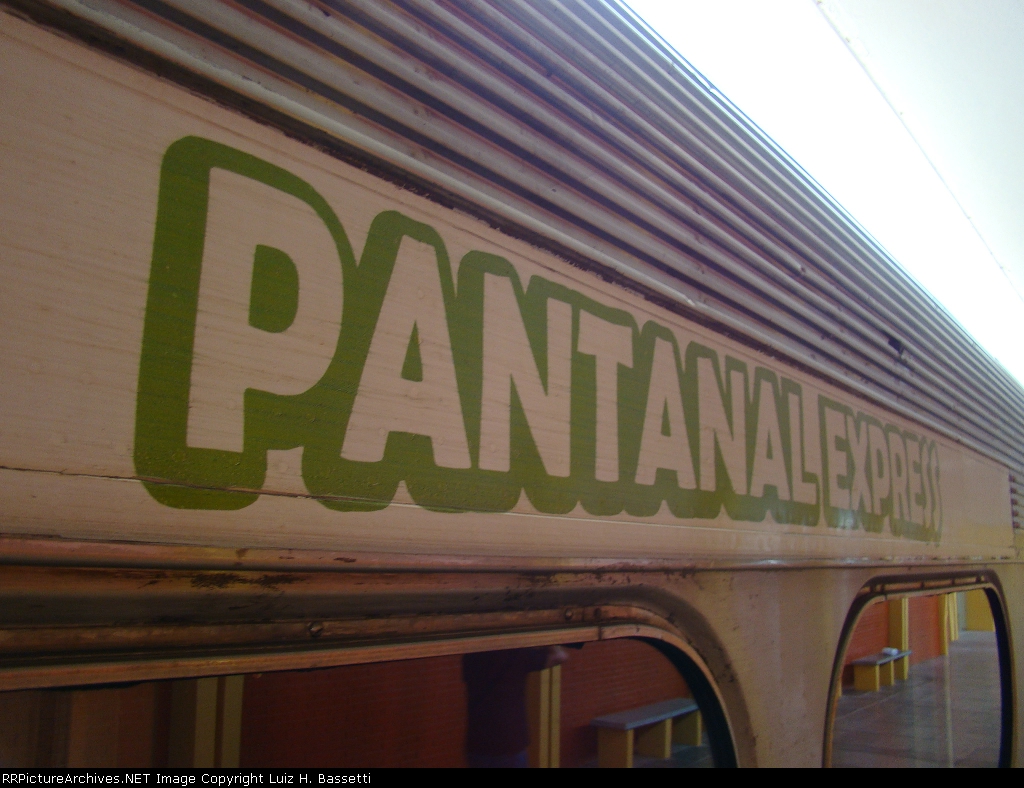 PANTANAL EXPRESS
RRPictureArchives.NET Image Copyright Luiz H. Bassetti